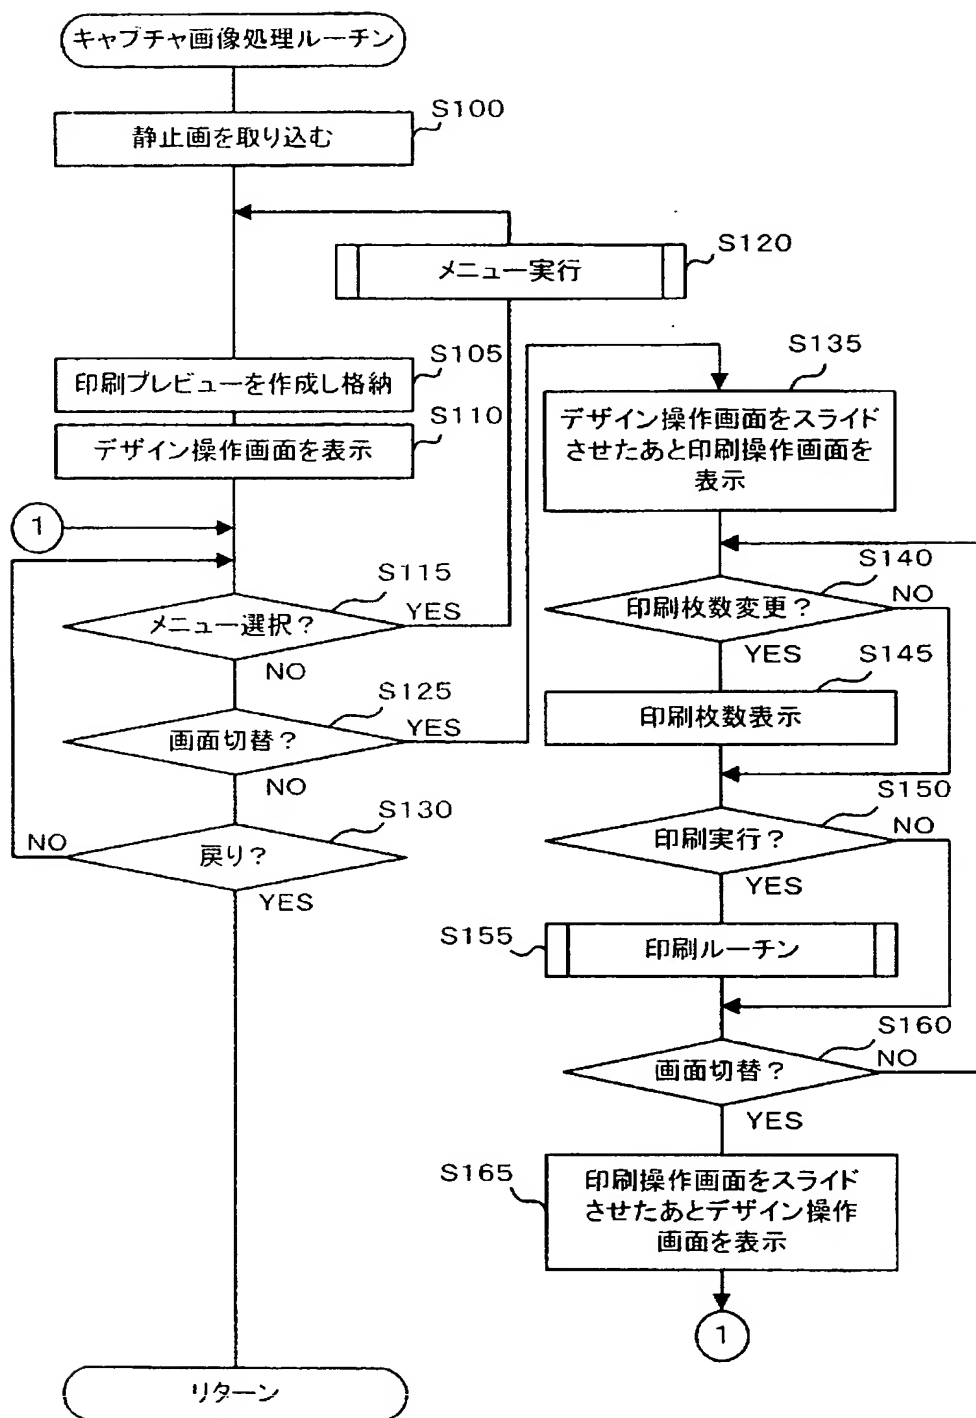 キャプチャ画像処理ルーチン
S100
静止画を取り込む
S120
メニュー実行
S105
印刷プレビューを作成し格納
S110
デザイン操作画面を表示
1
S115
メニュー選択?
YES
NO
S125
画面切替?
YES
NO
S130
戻り?
NO
YES
リターン
S135
デザイン操作画面をスライド
させたあと印刷操作画面を
表示
S140
印刷枚数変更?
NO
YES
S145
印刷枚数表示
S150
印刷実行?
NO
YES
S155
印刷ルーチン
S160
画面切替?
NO
YES
S165
印刷操作画面をスライド
させたあとデザイン操作
画面を表示
1